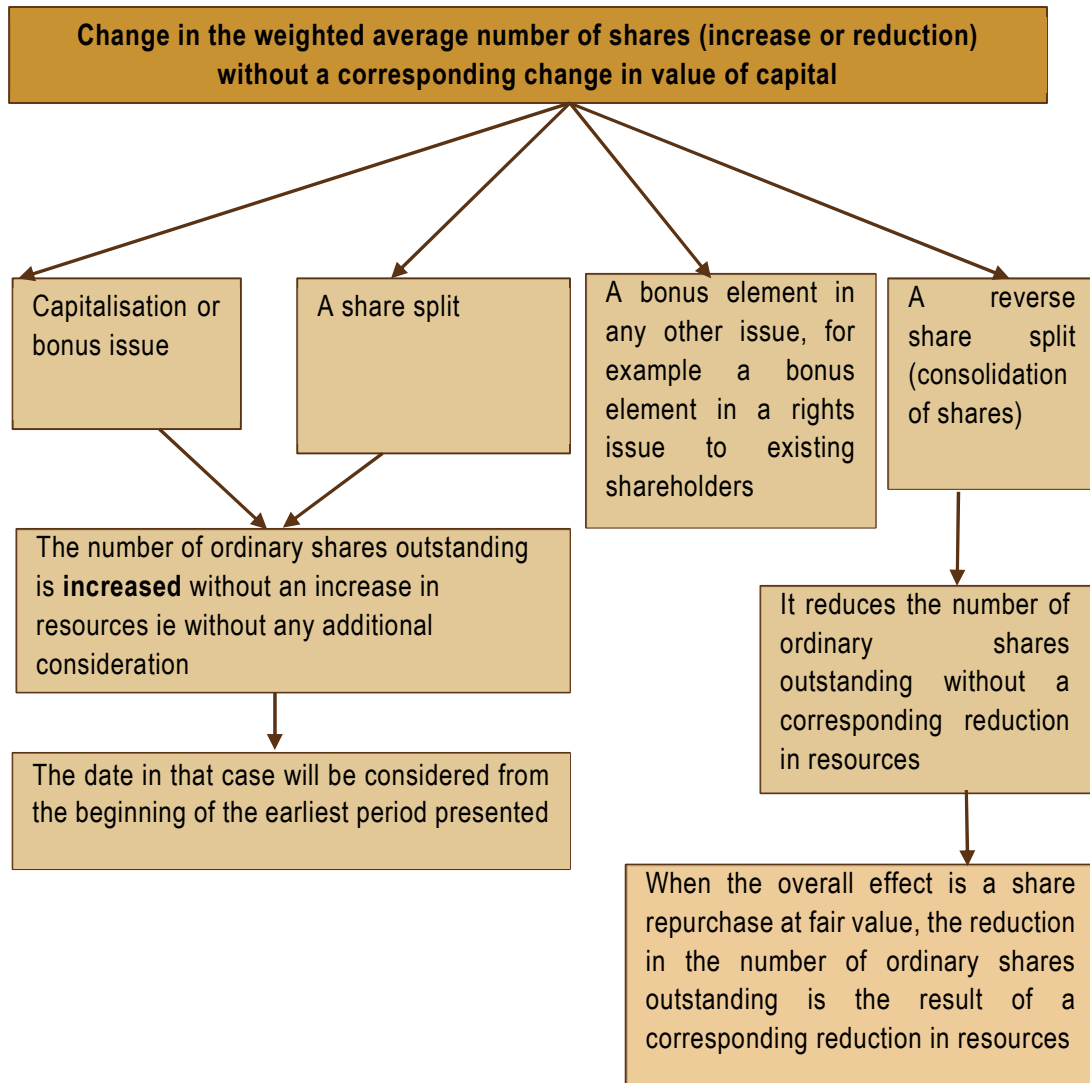 Change in the weighted average number of shares (increase or reduction)
without a corresponding change in value of capital
Capitalisation or
bonus issue
A share split
A bonus element in
any other issue, for
example a bonus
element in a rights
issue to existing
shareholders
A reverse
share split
(consolidation
of shares)
The number of ordinary shares outstanding
is increased without an increase in
resources ie without any additional
consideration
It reduces the number of
ordinary shares
outstanding without a
corresponding reduction
in resources
The date in that case will be considered from
the beginning of the earliest period presented
When the overall effect is a share
repurchase at fair value, the reduction
in the number of ordinary shares
outstanding is the result of a
corresponding reduction in resources